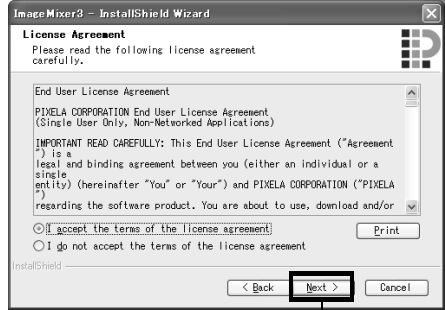 ImageMixer3 - InstallShield Wizard
License Agreement
Please read the following license agreement
carefully.
End User License Agreement
PIXELA CORPORATION End User License Agreement
(Single User Only, Non-Networked Applications)
IMPORTANT READ CAREFULLY: This End User License Agreement ("Agreement
") is a
legal and binding agreement between you (either an individual or a
single
entity) (hereinafter "You" or "Your") and PIXELA CORPORATION ("PIXELA
")
regarding the software product. You are about to use, download and/or
I accept the terms of the license agreement
Print
I do not accept the terms of the license agreement
InstallShield
< Back Next > Cancel